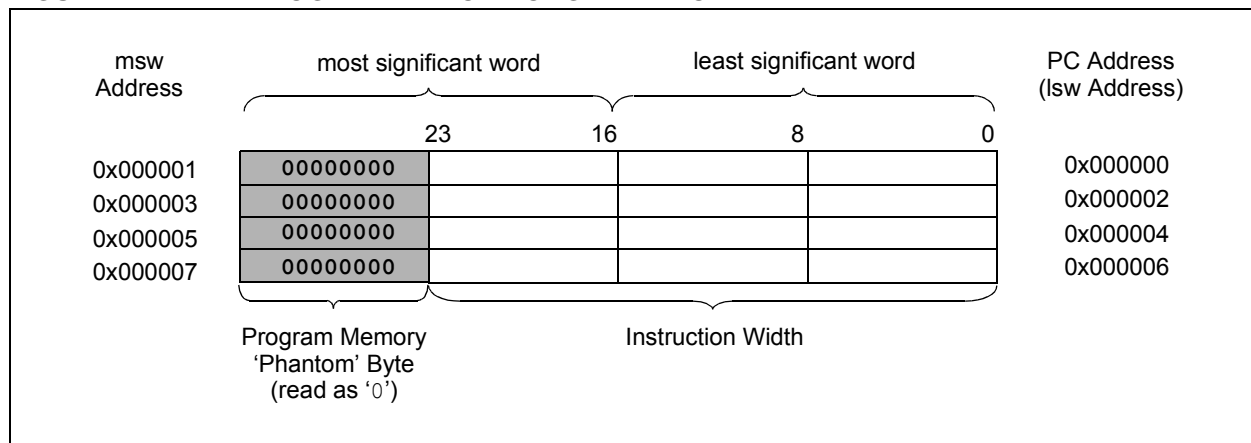 msw
Address
most significant word
least significant word
PC Address
(lsw Address)
23 16 8 0
0x000001 00000000 0x000000
0x000003 00000000 0x000002
0x000005 00000000 0x000004
0x000007 00000000 0x000006
Program Memory
‘Phantom’ Byte
(read as ‘0’)
Instruction Width